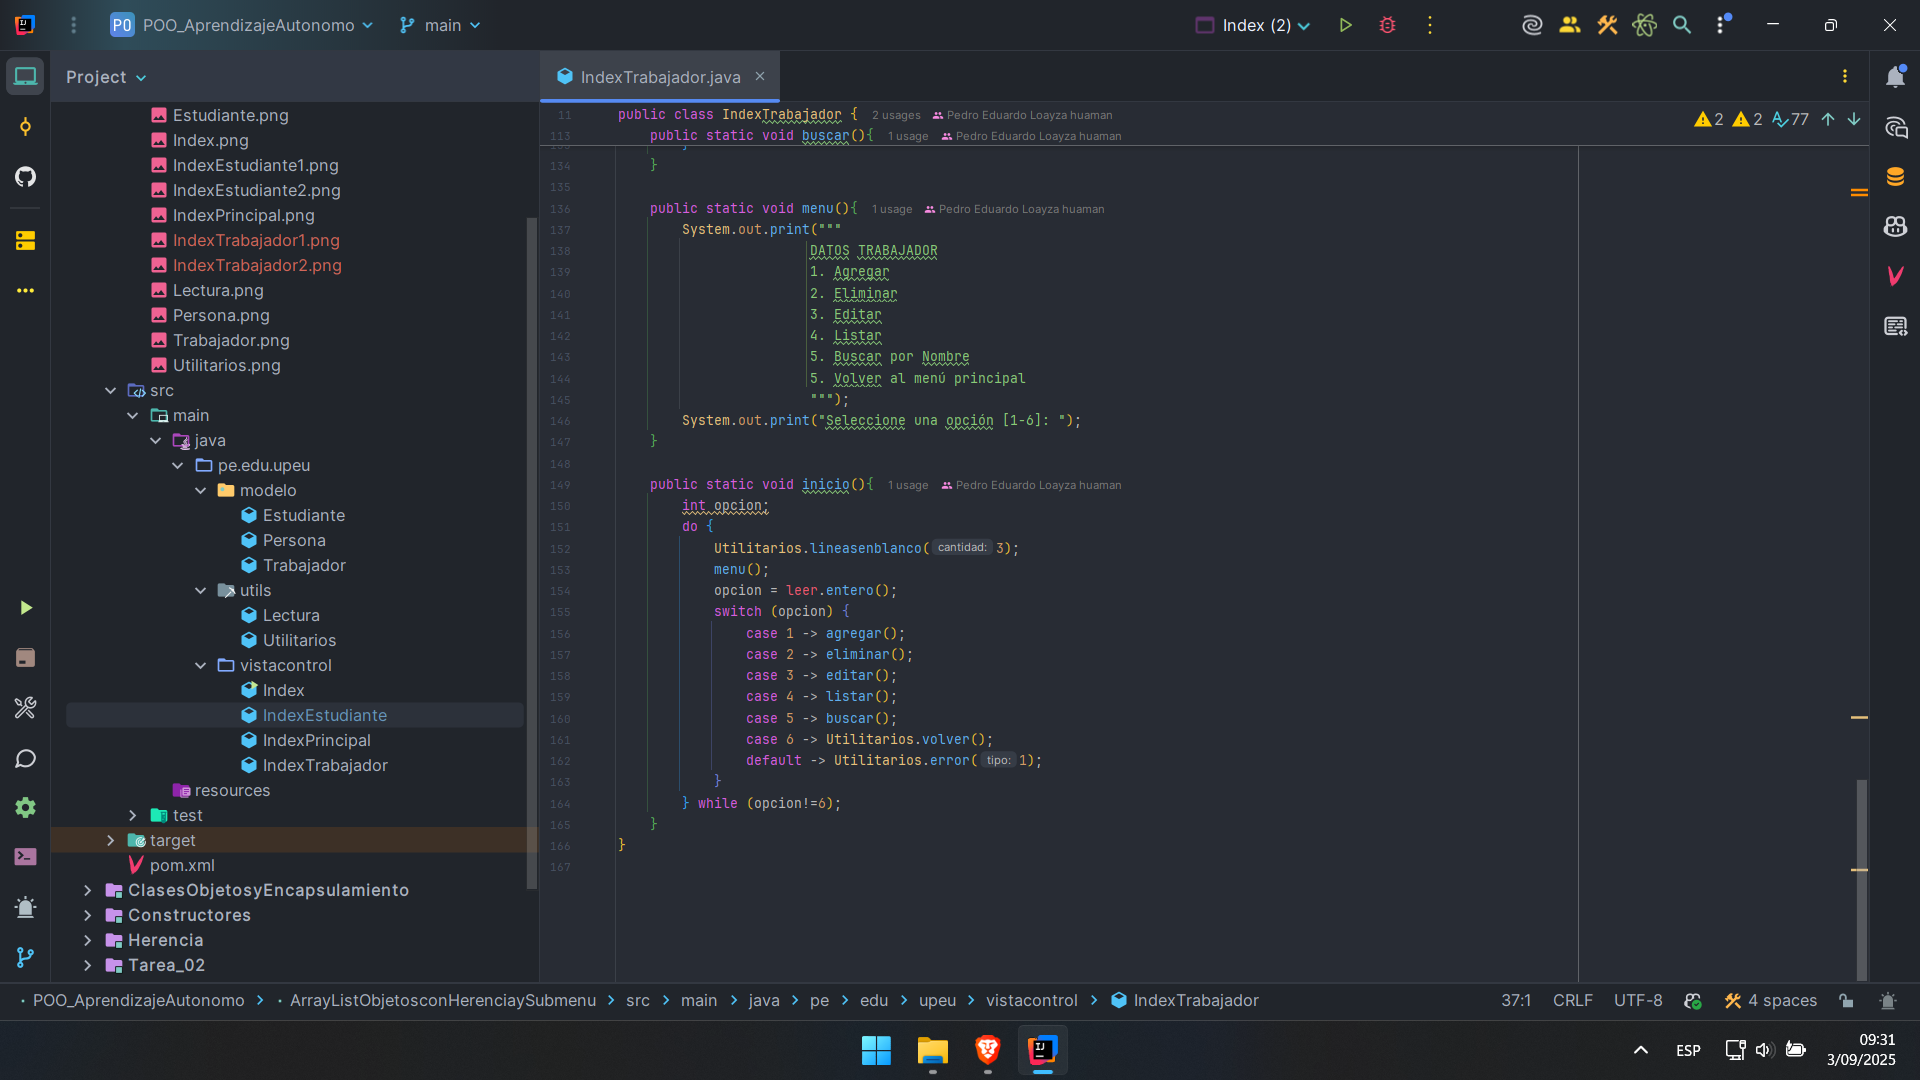 PO POO_AprendizajeAutonomo main Index (2)
Project
IndexTrabajador.java
Estudiante.png
Index.png
IndexEstudiante1.png
IndexEstudiante2.png
IndexPrincipal.png
IndexTrabajador1.png
IndexTrabajador2.png
Lectura.png
Persona.png
Trabajador.png
Utilitarios.png
src
main
java
pe.edu.upeu
modelo
Estudiante
Persona
Trabajador
utils
Lectura
Utilitarios
vistacontrol
Index
IndexEstudiante
IndexPrincipal
IndexTrabajador
resources
test
target
pom.xml
ClasesObjetosyEncapsulamiento
Constructores
Herencia
Tarea_02
11 public class IndexTrabajador { 2 usages Pedro Eduardo Loayza huaman
2 2 77
113 public static void buscar(){ 1 usage Pedro Eduardo Loayza huaman
134 }
135
136 public static void menu(){ 1 usage Pedro Eduardo Loayza huaman
137 System.out.print("""
138 DATOS TRABAJADOR
139 1. Agregar
140 2. Eliminar
141 3. Editar
142 4. Listar
143 5. Buscar por Nombre
144 5. Volver al menú principal
145 """);
146 System.out.print("Seleccione una opción [1-6]: ");
147 }
148
149 public static void inicio(){ 1 usage Pedro Eduardo Loayza huaman
150 int opcion;
151 do {
152 Utilitarios.lineasenblanco( cantidad: 3);
153 menu();
154 opcion = leer.entero();
155 switch (opcion) {
156 case 1 -> agregar();
157 case 2 -> eliminar();
158 case 3 -> editar();
159 case 4 -> listar();
160 case 5 -> buscar();
161 case 6 -> Utilitarios.volver();
162 default -> Utilitarios.error( tipo: 1);
163 }
164 } while (opcion!=6);
165 }
166 }
167
POO_AprendizajeAutonomo > ArrayListObjetosconHerenciaySubmenu > src > main > java > pe > edu > upeu > vistacontrol > IndexTrabajador
37:1 CRLF UTF-8 4 spaces
ESP
09:31
3/09/2025